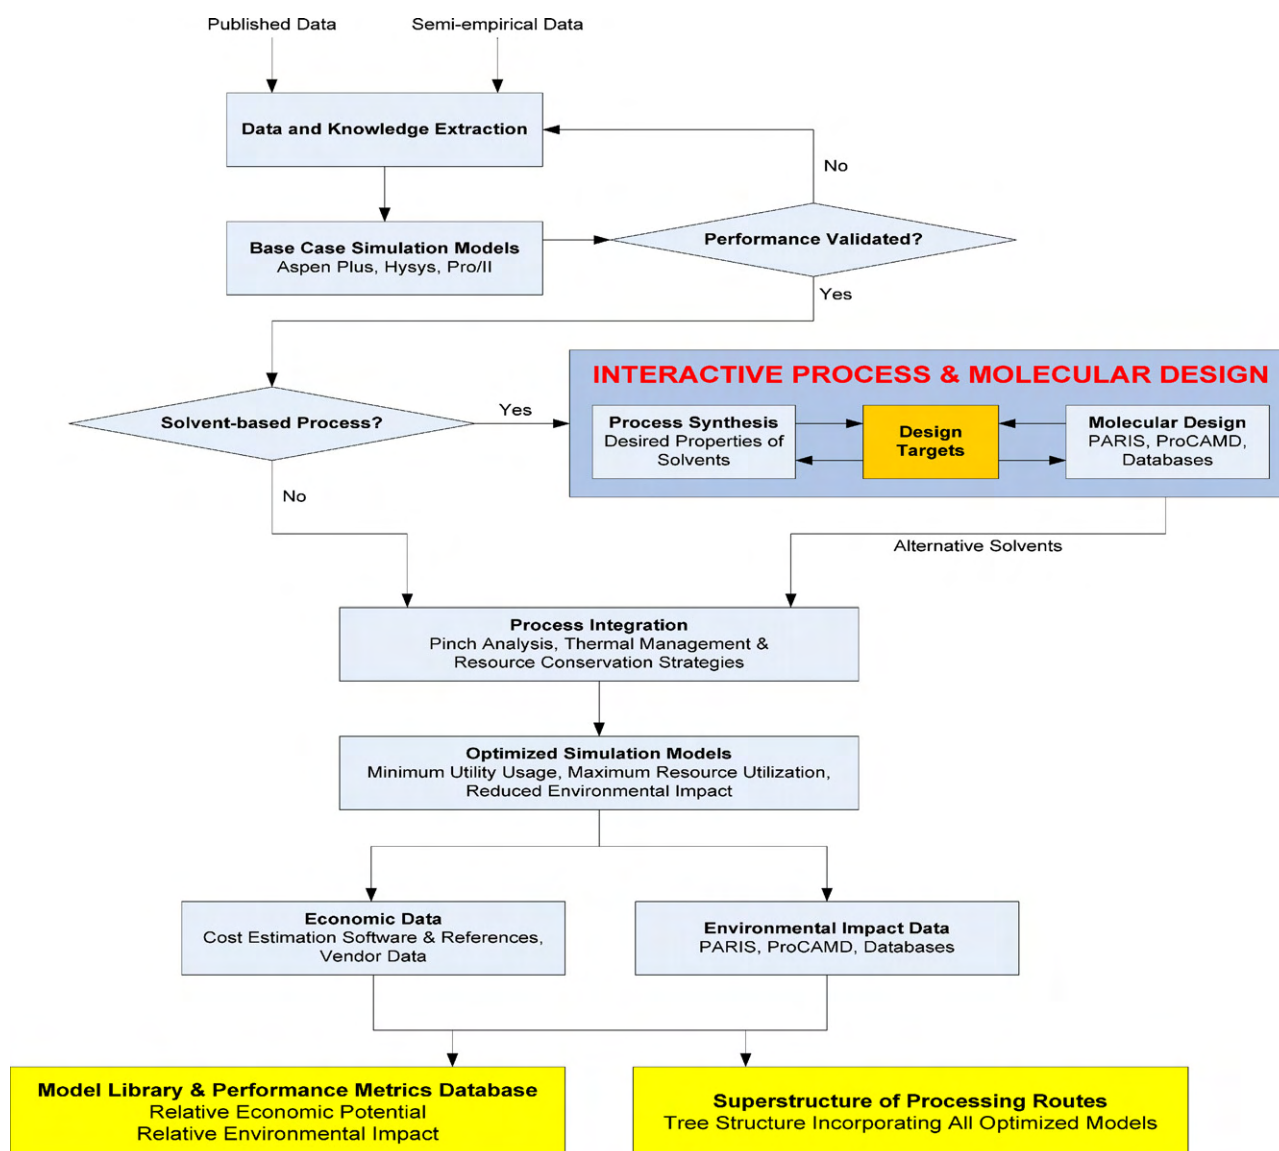 Published Data
Semi-empirical Data
Data and Knowledge Extraction
No
Base Case Simulation Models
Aspen Plus, Hysys, Pro/II
Performance Validated?
Yes
INTERACTIVE PROCESS & MOLECULAR DESIGN
Solvent-based Process?
Yes
Process Synthesis
Desired Properties of
Solvents
Design
Targets
Molecular Design
PARIS, ProCAMD,
Databases
No
Alternative Solvents
Process Integration
Pinch Analysis, Thermal Management &
Resource Conservation Strategies
Optimized Simulation Models
Minimum Utility Usage, Maximum Resource Utilization,
Reduced Environmental Impact
Economic Data
Cost Estimation Software & References,
Vendor Data
Environmental Impact Data
PARIS, ProCAMD, Databases
Model Library & Performance Metrics Database
Relative Economic Potential
Relative Environmental Impact
Superstructure of Processing Routes
Tree Structure Incorporating All Optimized Models